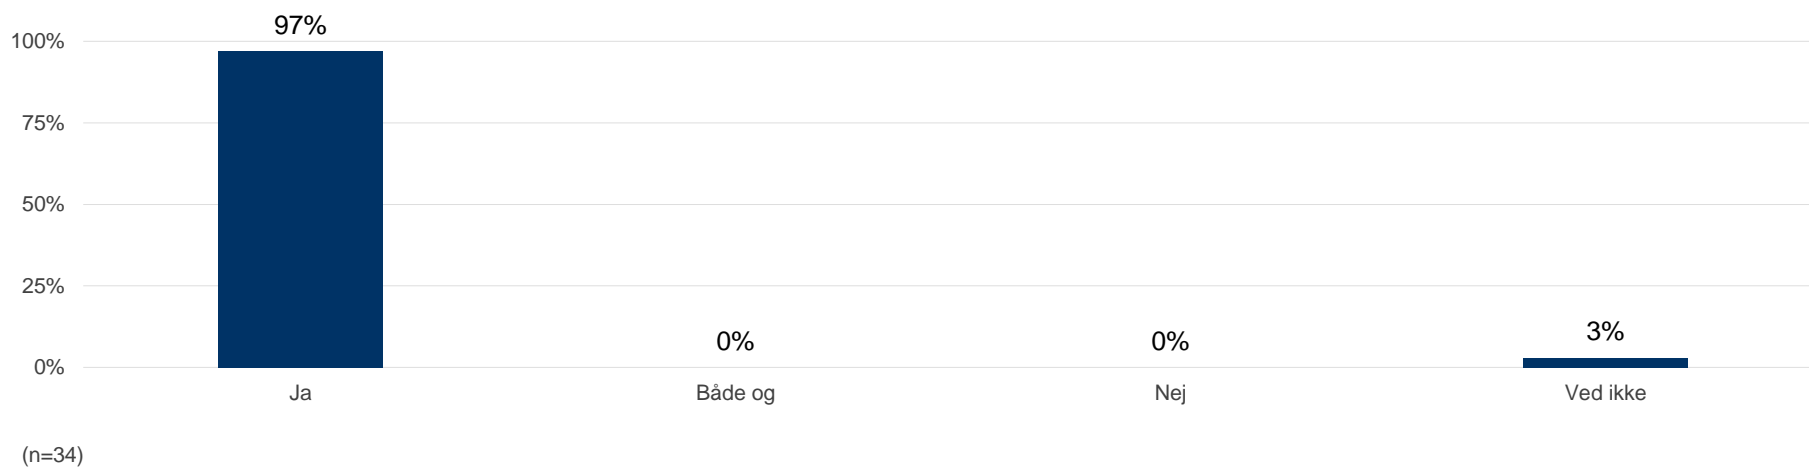 97%
100%
75%
50%
25%
0%
0%
0%
3%
Ja
Både og
Nej
Ved ikke
(n=34)